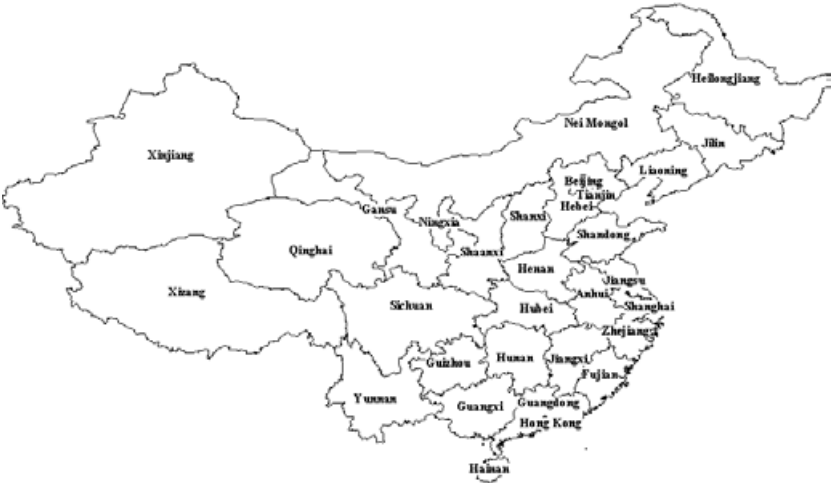 Heilongjiang
Nei Mongol
Jilin
Xinjiang
Liaoning
Beijing
Tianjin
Hebei
Gansu
Ningxia
Shanxi
Shandong
Qinghai
Shaanxi
Henan
Xizang
Jiangsu
Anhui
Sichuan
Hubei
Shanghai
Zhejiang
Guizhou
Hunan
Jiangxi
Fujian
Yunnan
Guangxi
Guangdong
Hong Kong
Hainan